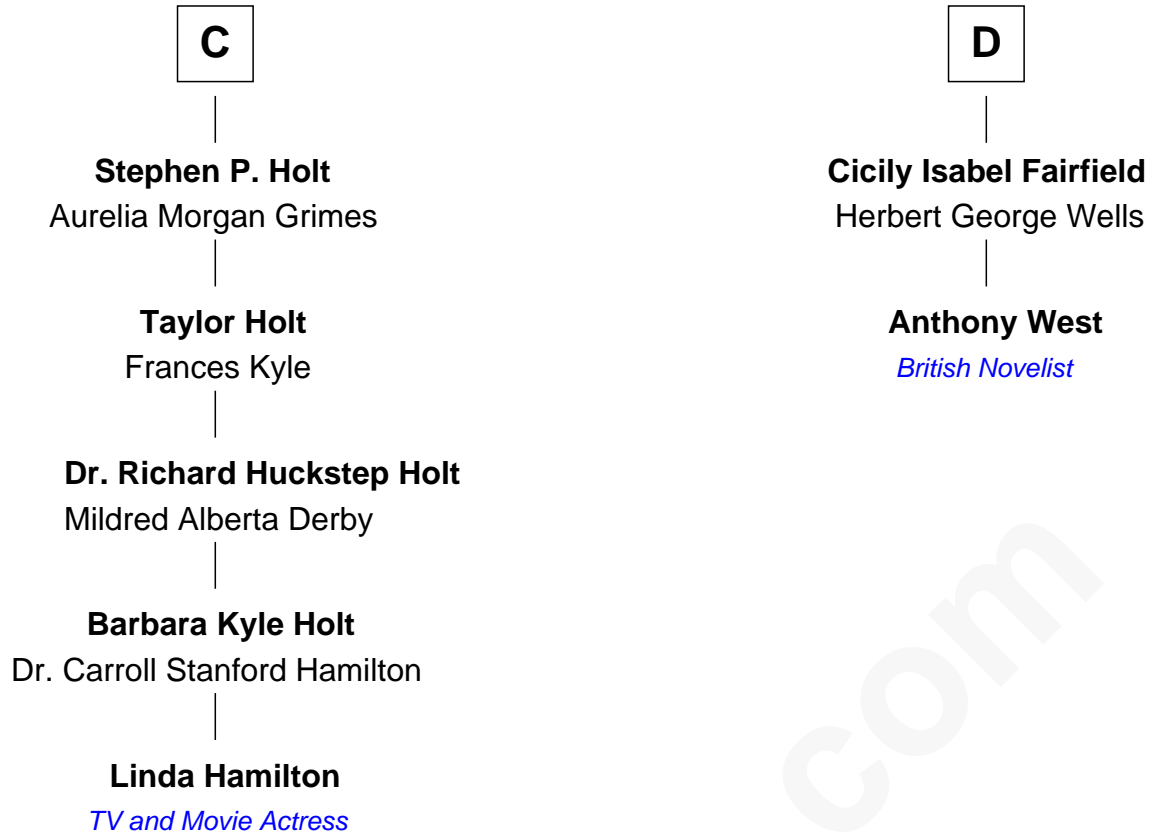 C
Stephen P. Holt
Aurelia Morgan Grimes
Taylor Holt
Frances Kyle
Dr. Richard Huckstep Holt
Mildred Alberta Derby
Barbara Kyle Holt
Dr. Carroll Stanford Hamilton
Linda Hamilton
TV and Movie Actress
D
Cicily Isabel Fairfield
Herbert George Wells
Anthony West
British Novelist
com